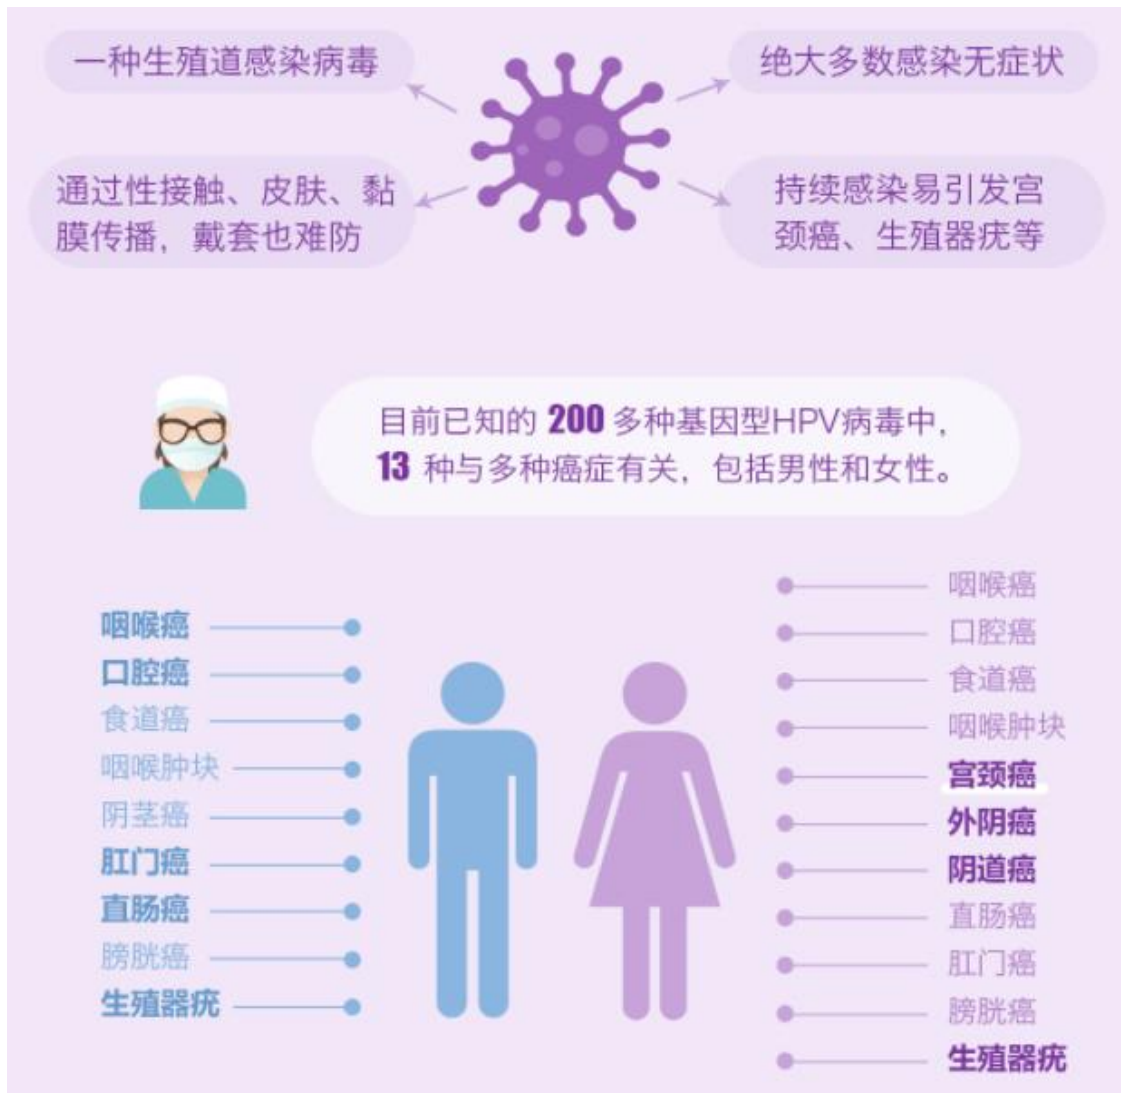 一种生殖道感染病毒
绝大多数感染无症状
通过性接触、皮肤、黏
膜传播，戴套也难防
持续感染易引发宫
颈癌、生殖器疣等
目前已知的 200 多种基因型HPV病毒中，
13 种与多种癌症有关，包括男性和女性。
咽喉癌
口腔癌
食道癌
咽喉肿块
阴茎癌
肛门癌
直肠癌
膀胱癌
生殖器疣
咽喉癌
口腔癌
食道癌
咽喉肿块
宫颈癌
外阴癌
阴道癌
直肠癌
肛门癌
膀胱癌
生殖器疣